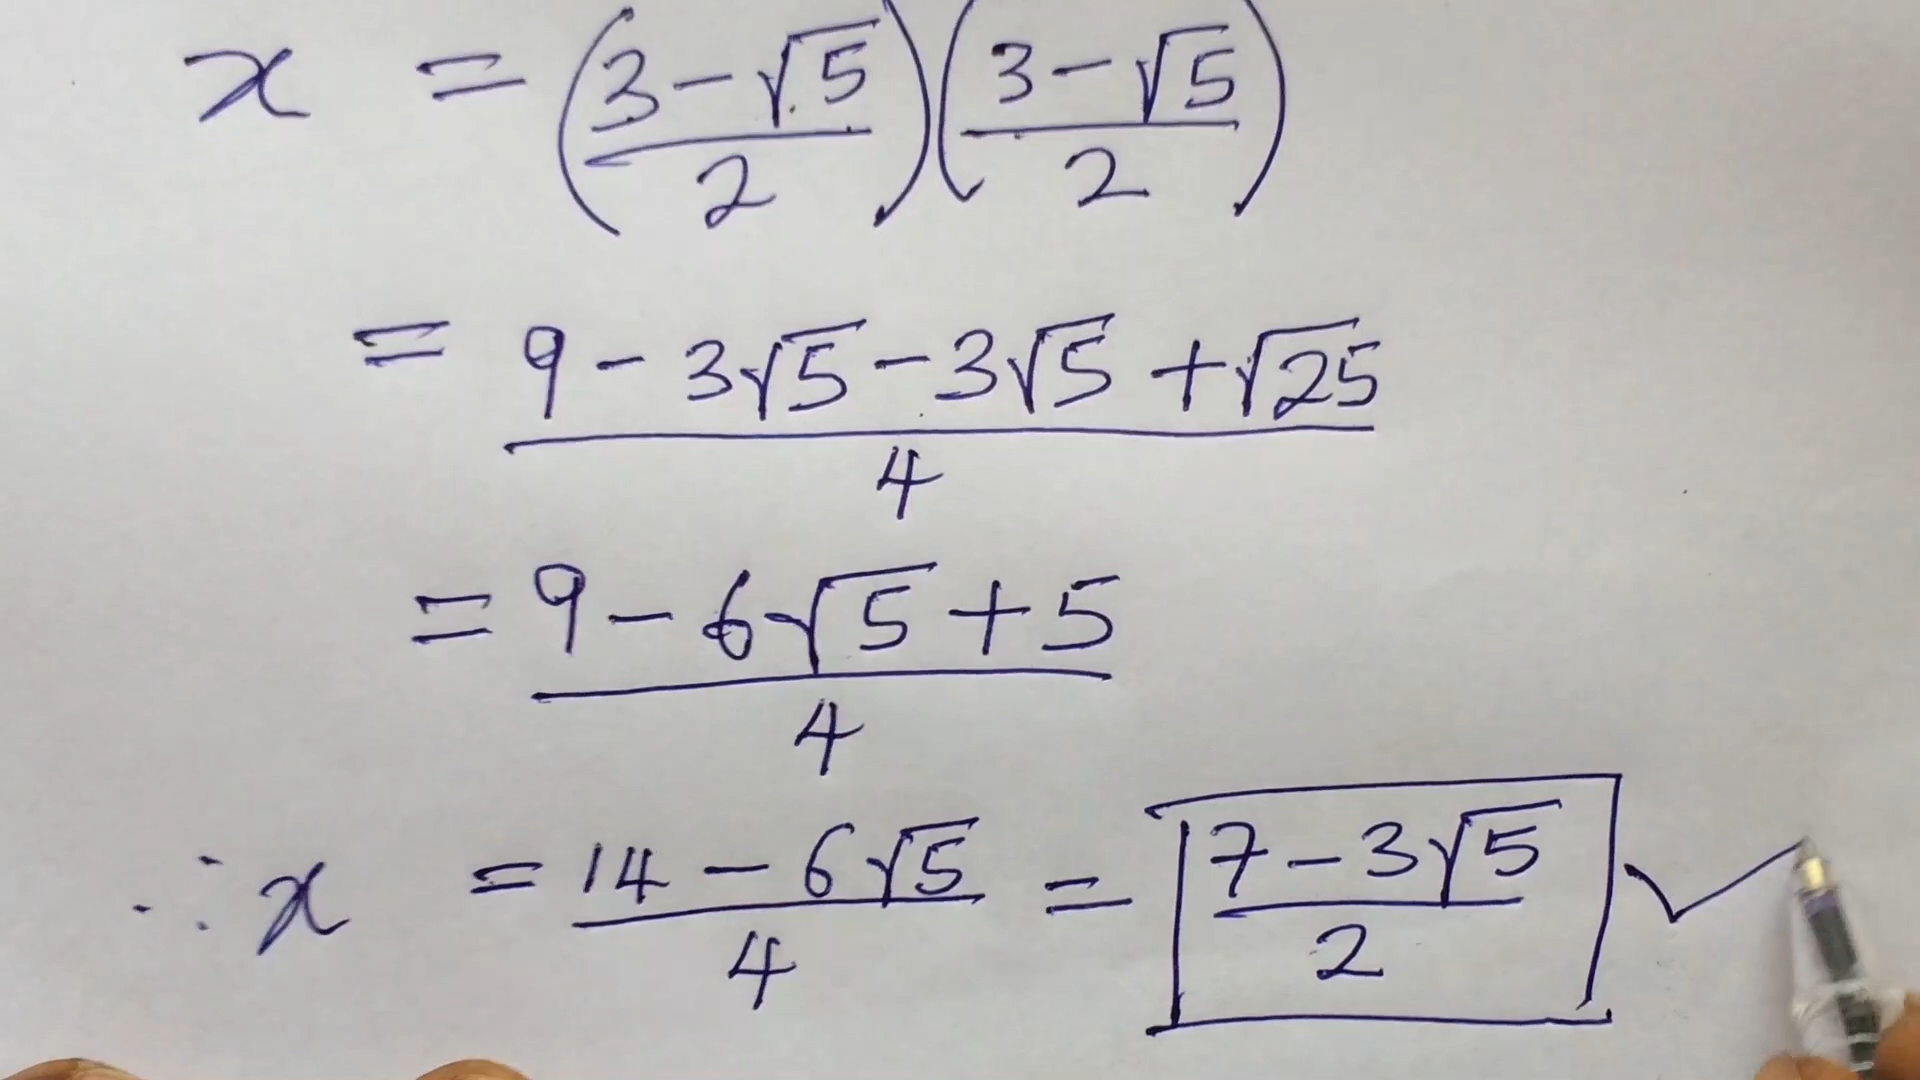 x = (3 - √5 / 2)(3 - √5 / 2)
= 9 - 3√5 - 3√5 + √25 / 4
= 9 - 6√5 + 5 / 4
∴ x = 14 - 6√5 / 4 = 7 - 3√5 / 2 ✓